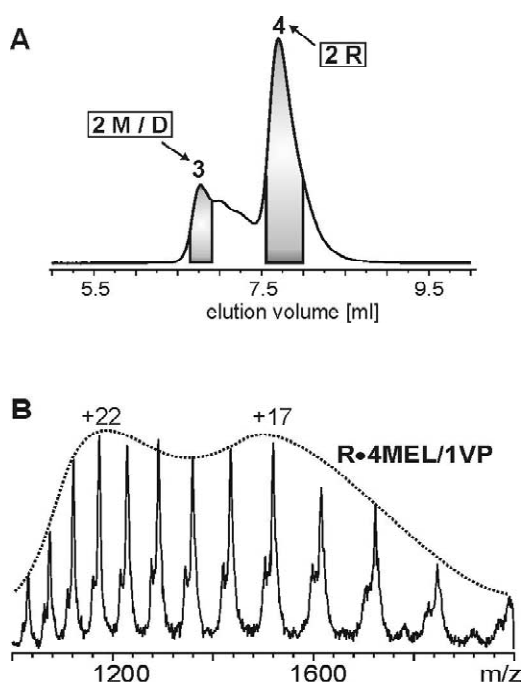 A
4
2 R
2 M / D
3
5.5 7.5 9.5
elution volume [ml]
B
+22 +17
R•4MEL/1VP
1200 1600 m/z